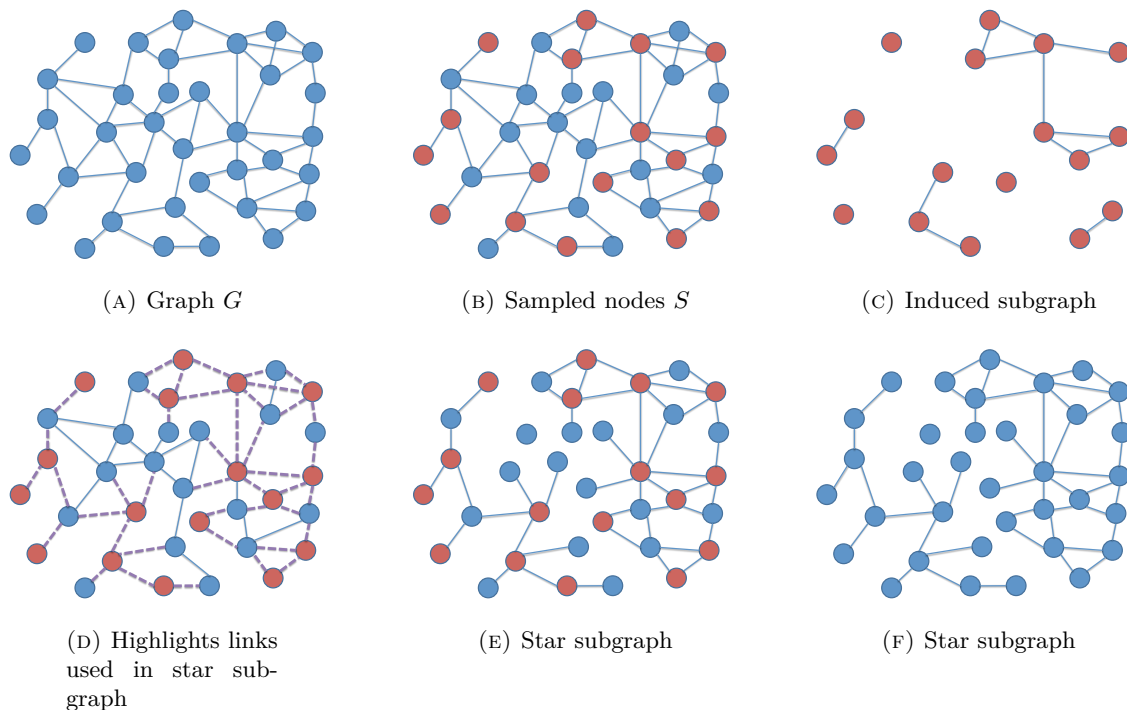 (A) Graph G
(B) Sampled nodes S
(C) Induced subgraph
(D) Highlights links
used in star sub-
graph
(E) Star subgraph
(F) Star subgraph